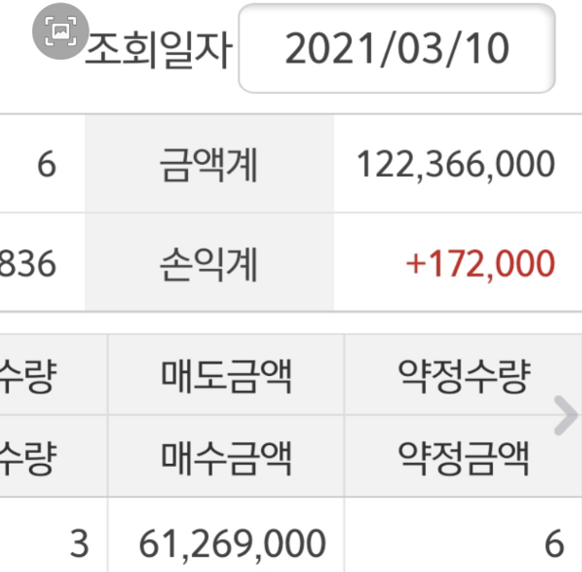 조회일자 2021/03/10
6 금액계 122,366,000
836 손익계 +172,000
수량 매도금액 약정수량
수량 매수금액 약정금액
3 61,269,000 6